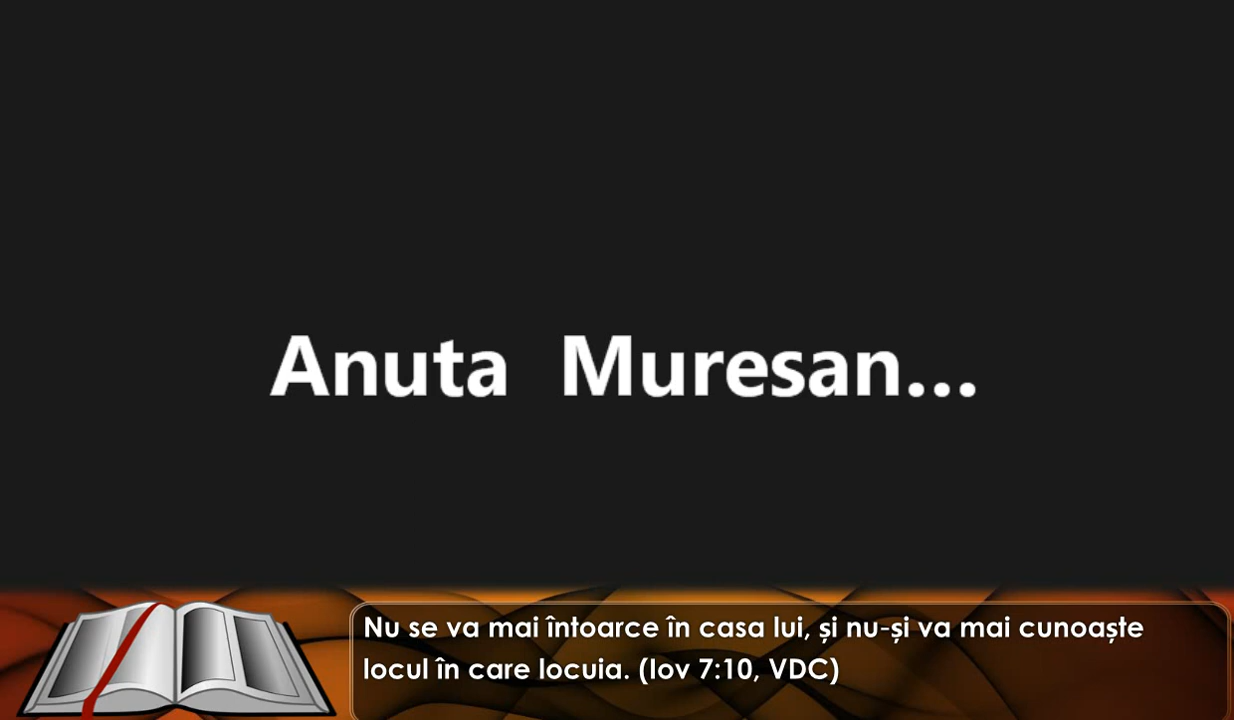 Anuta Muresan...
Nu se va mai întoarce în casa lui, și nu-și va mai cunoaște
locul în care locuia. (Iov 7:10, VDC)